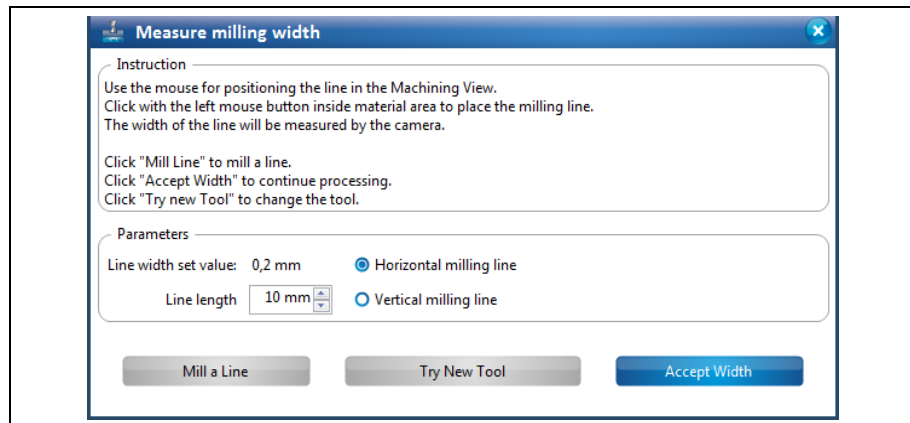 Measure milling width
Instruction
Use the mouse for positioning the line in the Machining View.
Click with the left mouse button inside material area to place the milling line.
The width of the line will be measured by the camera.
Click "Mill Line" to mill a line.
Click "Accept Width" to continue processing.
Click "Try new Tool" to change the tool.
Parameters
Line width set value: 0,2 mm Horizontal milling line
Line length 10 mm Vertical milling line
Mill a Line Try New Tool Accept Width